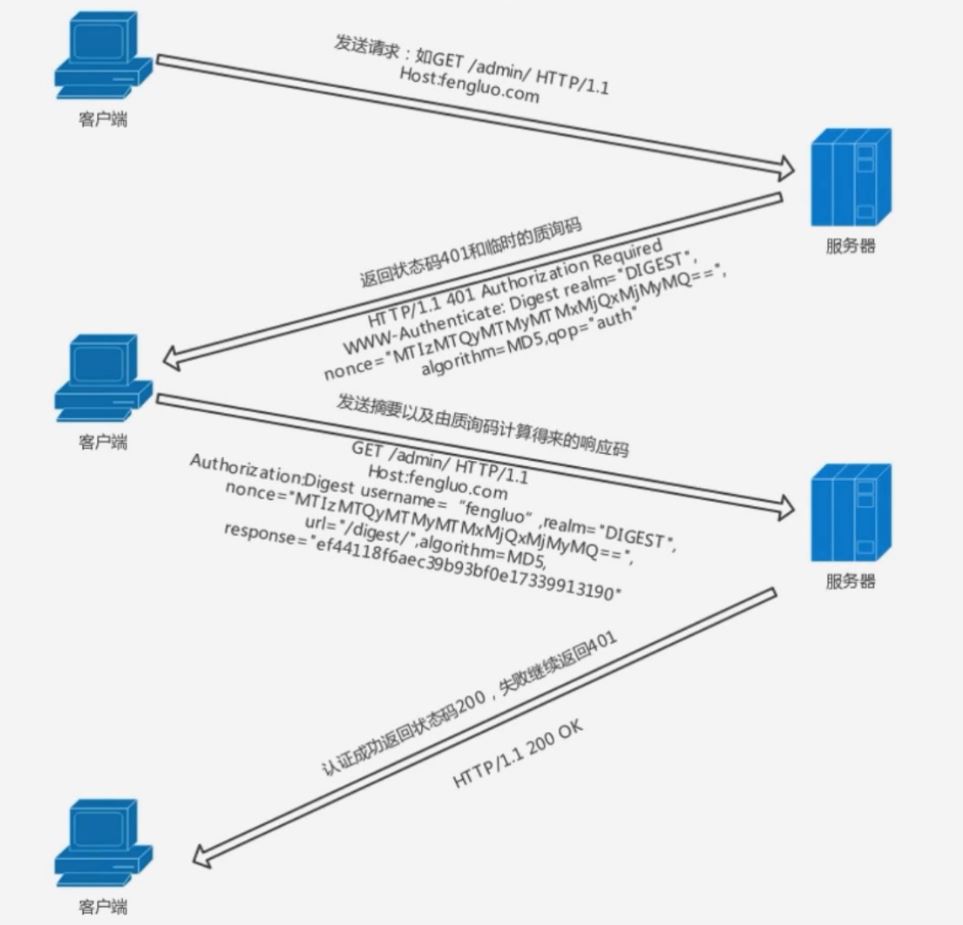 发送请求：如GET /admin/ HTTP/1.1
Host:fengluo.com
客户端
服务器
返回状态码401和临时的质询码
HTTP/1.1 401 Authorization Required
WWW-Authenticate: Digest realm="DIGEST",
nonce="MTIzMTQyMTMyMTMxMjQxMjMyMQ==",
algorithm=MD5,qop="auth"
客户端
发送摘要以及由质询码计算得来的响应码
GET /admin/ HTTP/1.1
Host:fengluo.com
Authorization:Digest username=“fengluo”,realm="DIGEST",
nonce="MTIzMTQyMTMyMTMxMjQxMjMyMQ==",
url="/digest/",algorithm=MD5,
response="ef44118f6aec39b93bf0e17339913190"
服务器
认证成功返回状态码200，失败继续返回401
HTTP/1.1 200 OK
客户端